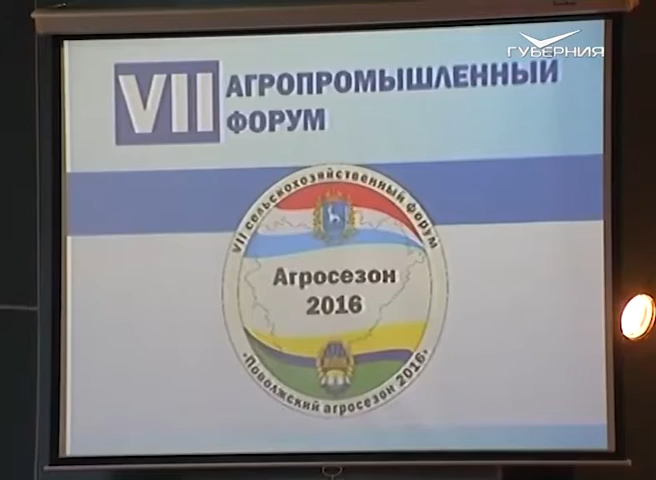 ГУБЕРНИЯ
VII
АГРОПРОМЫШЛЕННЫЙ
ФОРУМ
VII сельскохозяйственный форум
Агросезон
2016
«Поволжский агросезон 2016»